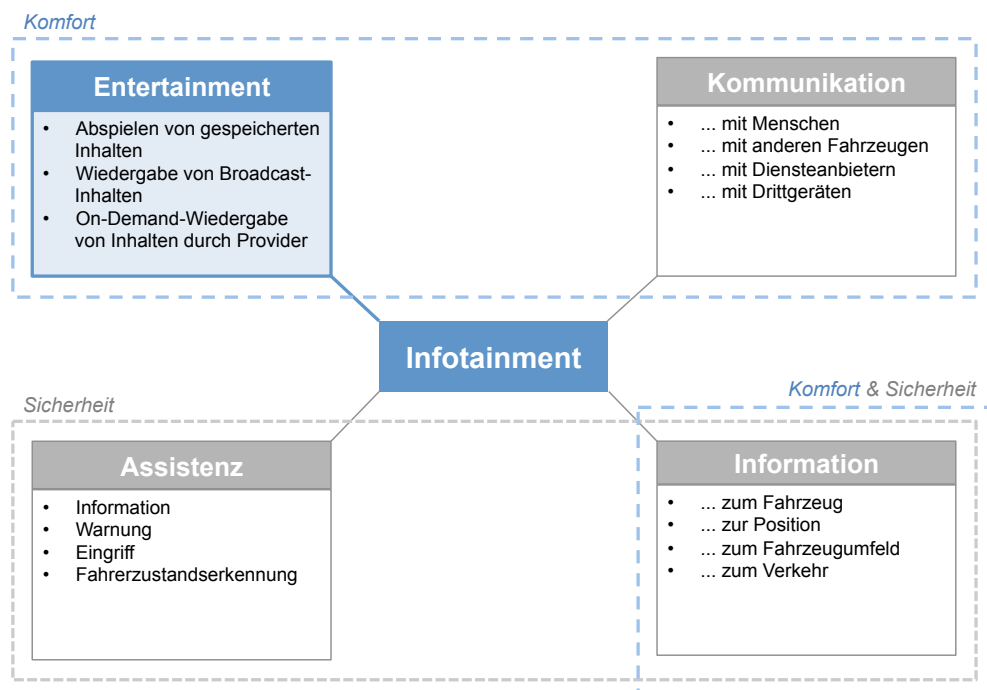 Komfort
Entertainment
• Abspielen von gespeicherten
Inhalten
• Wiedergabe von Broadcast-
Inhalten
• On-Demand-Wiedergabe
von Inhalten durch Provider
Kommunikation
• ... mit Menschen
• ... mit anderen Fahrzeugen
• ... mit Diensteanbietern
• ... mit Drittgeräten
Infotainment
Sicherheit
Assistenz
• Information
• Warnung
• Eingriff
• Fahrerzustandserkennung
Komfort & Sicherheit
Information
• ... zum Fahrzeug
• ... zur Position
• ... zum Fahrzeugumfeld
• ... zum Verkehr